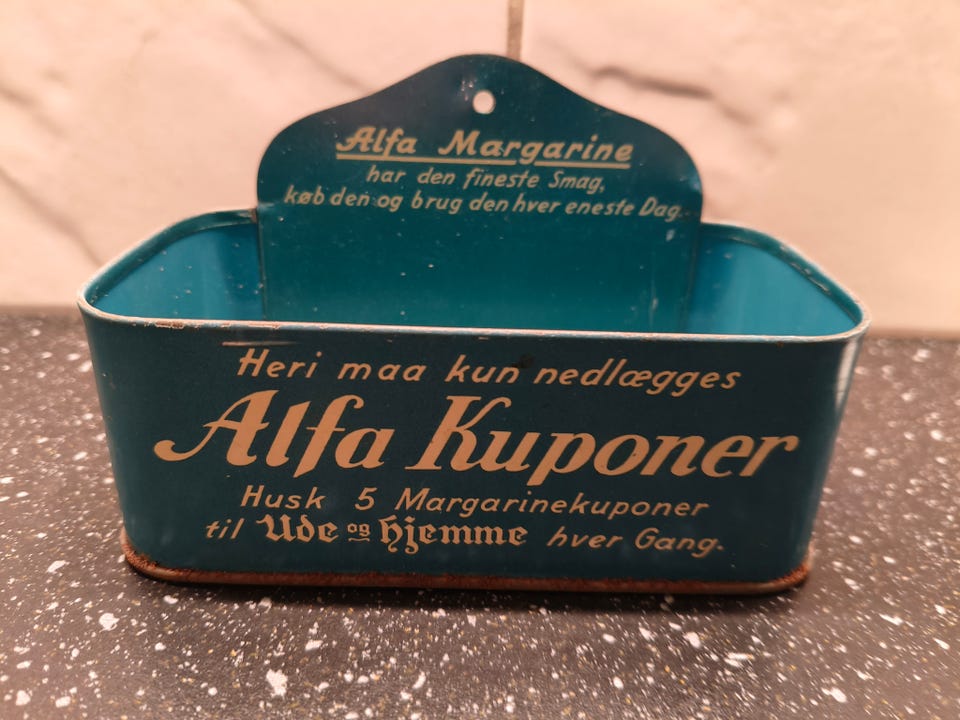 Alfa Margarine
har den fineste Smag,
køb den og brug den hver eneste Dag.
Heri maa kun nedlægges
Alfa Kuponer
Husk 5 Margarinekuponer
til Ude og Hjemme hver Gang.